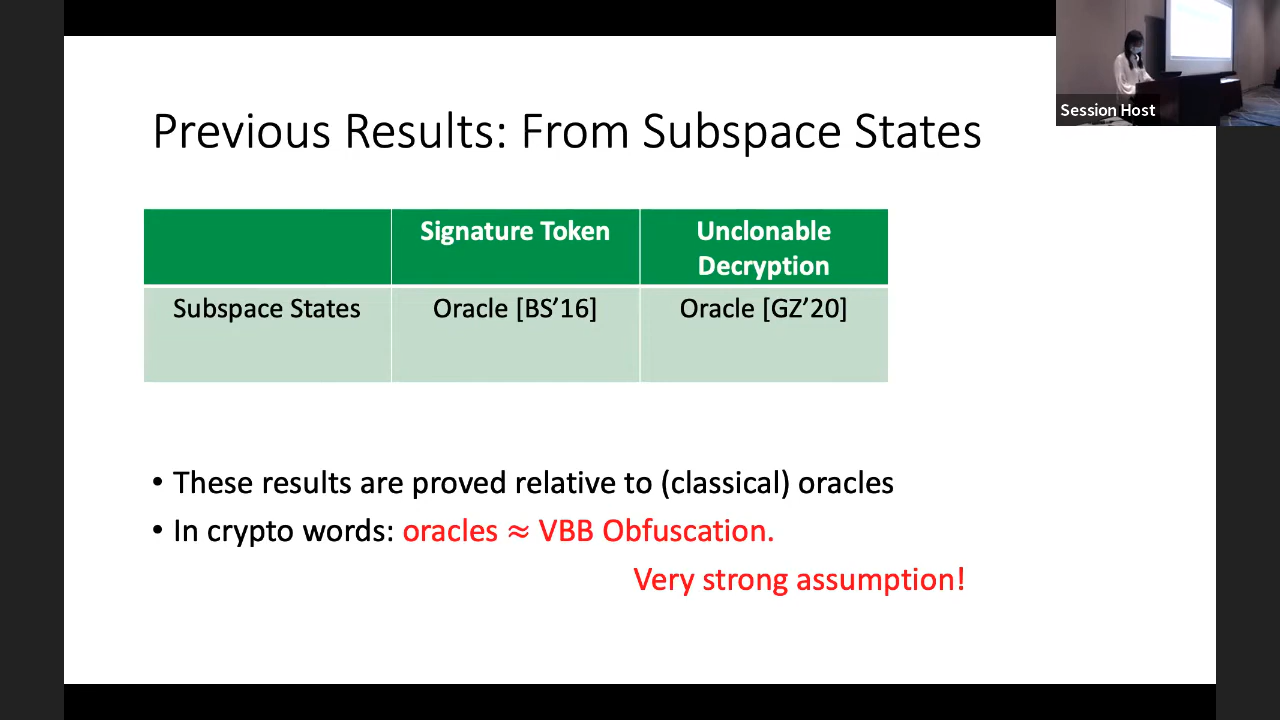 Session Host
Previous Results: From Subspace States
Signature Token
Unclonable
Decryption
Subspace States
Oracle [BS’16]
Oracle [GZ’20]
• These results are proved relative to (classical) oracles
• In crypto words: oracles ≈ VBB Obfuscation.
Very strong assumption!